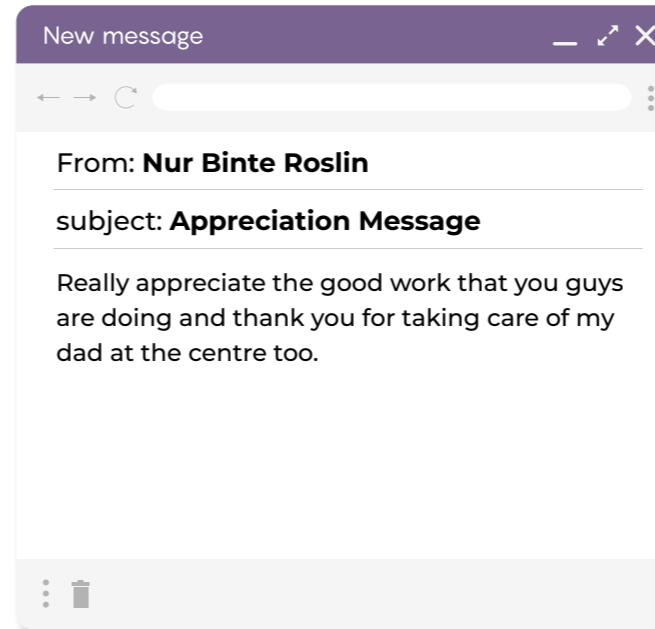 New message
From: Nur Binte Roslin
subject: Appreciation Message
Really appreciate the good work that you guys
are doing and thank you for taking care of my
dad at the centre too.